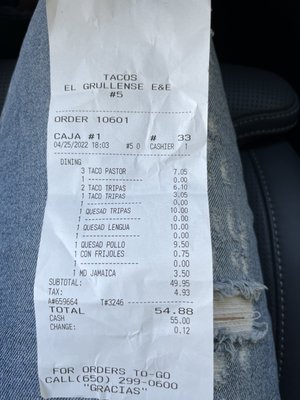 TACOS
EL GRULLENSE E&E
#5
ORDER 10601
CAJA #1 # 33
04/25/2022 18:03 #5 0 CASHIER 1
DINING
3 TACO PASTOR 7.05
1 ---------- 0.00
2 TACO TRIPAS 6.10
1 TACO TRIPAS 3.05
1 ---------- 0.00
1 QUESAD TRIPAS 10.00
1 ---------- 0.00
1 QUESAD LENGUA 10.00
1 ---------- 0.00
1 QUESAD POLLO 9.50
1 CON FRIJOLES 0.75
1 ---------- 0.00
1 MD JAMAICA 3.50
SUBTOTAL: 49.95
TAX: 4.93
A#659664 T#3246
TOTAL 54.88
CASH 55.00
CHANGE: 0.12
FOR ORDERS TO-GO
CALL(650) 299-0600
"GRACIAS"